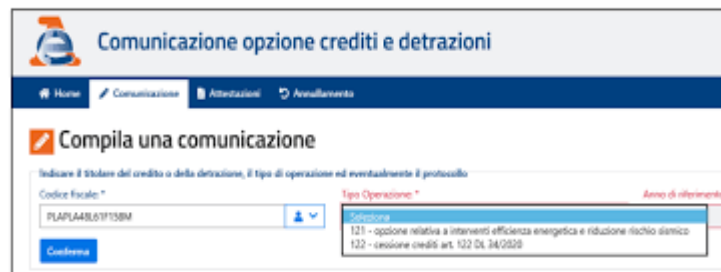 Comunicazione opzione crediti e detrazioni
Home Comunicazione Attestazioni Annullamento
Compila una comunicazione
Indicare il titolare del credito o della detrazione, il tipo di operazione ed eventualmente il protocollo
Codice fiscale: * Tipo Operazione: * Anno di riferimento
Seleziona
121 - opzione relativa a interventi efficienza energetica e riduzione rischio sismico
122 - cessione crediti art. 122 DL 34/2020
Conferma